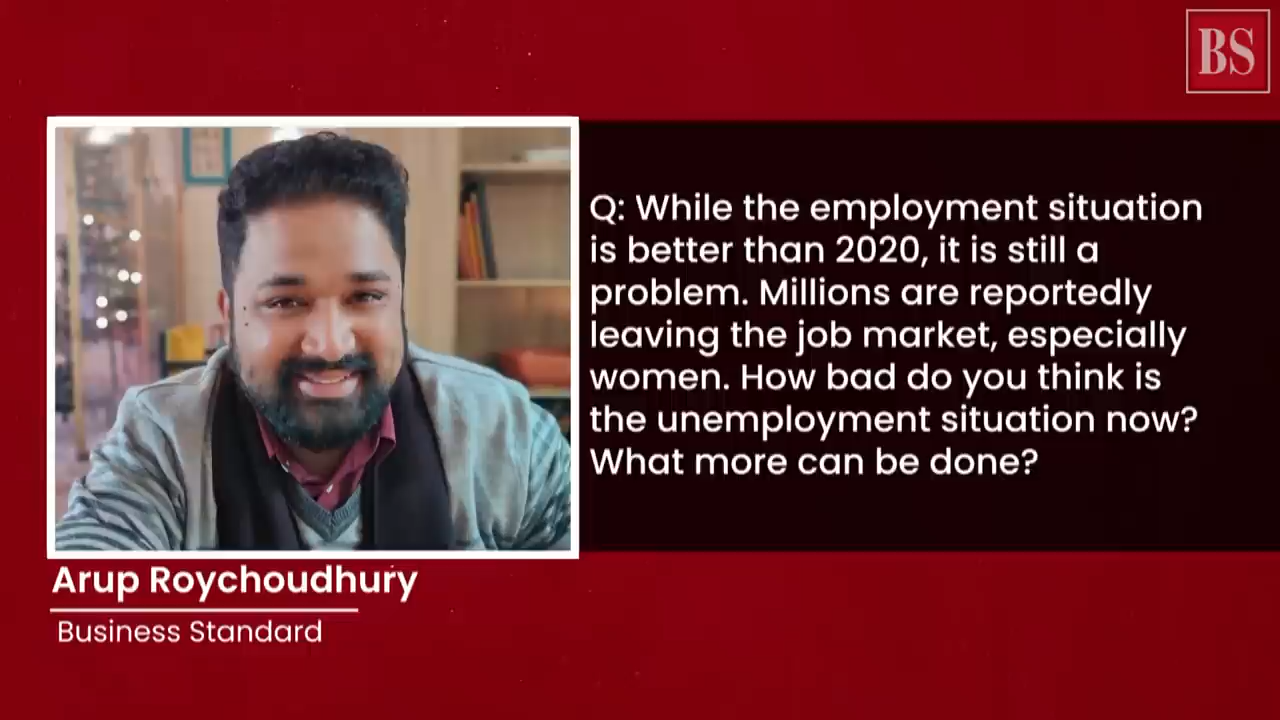 BS
Q: While the employment situation
is better than 2020, it is still a
problem. Millions are reportedly
leaving the job market, especially
women. How bad do you think is
the unemployment situation now?
What more can be done?
Arup Roychoudhury
Business Standard